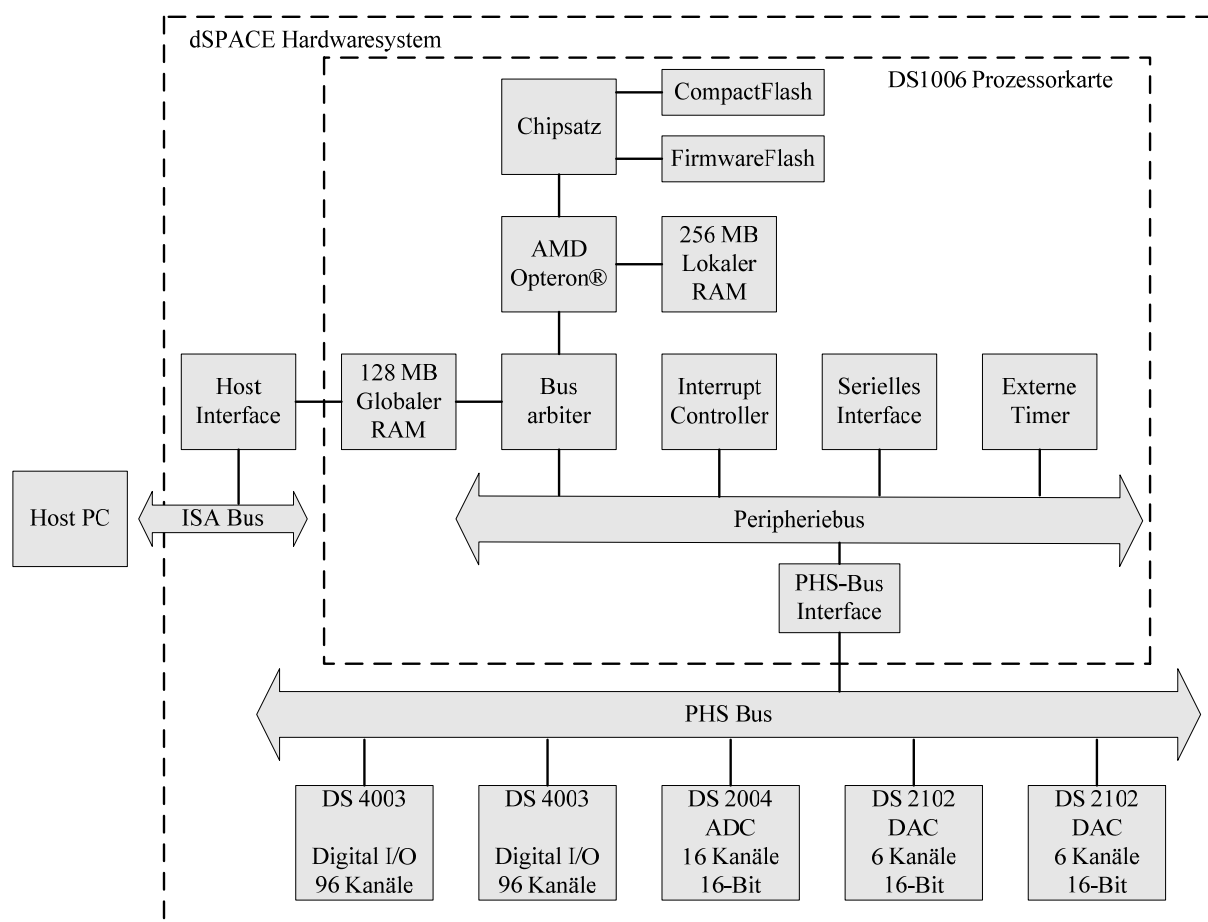 dSPACE Hardwaresystem
DS1006 Prozessorkarte
CompactFlash
Chipsatz
FirmwareFlash
AMD
Opteron®
256 MB
Lokaler
RAM
Host
Interface
128 MB
Globaler
RAM
Bus
arbiter
Interrupt
Controller
Serielles
Interface
Externe
Timer
Host PC
ISA Bus
Peripheriebus
PHS-Bus
Interface
PHS Bus
DS 4003
Digital I/O
96 Kanäle
DS 4003
Digital I/O
96 Kanäle
DS 2004
ADC
16 Kanäle
16-Bit
DS 2102
DAC
6 Kanäle
16-Bit
DS 2102
DAC
6 Kanäle
16-Bit